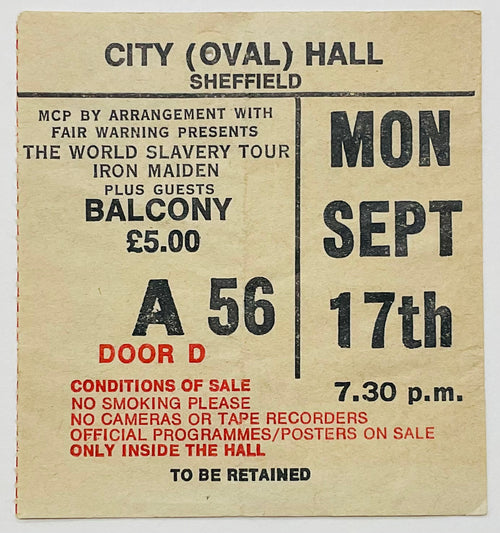 CITY (OVAL) HALL
SHEFFIELD
MCP BY ARRANGEMENT WITH
FAIR WARNING PRESENTS
THE WORLD SLAVERY TOUR
IRON MAIDEN
PLUS GUESTS
BALCONY
£5.00
A 56
DOOR D
MON
SEPT
17th
7.30 p.m.
CONDITIONS OF SALE
NO SMOKING PLEASE
NO CAMERAS OR TAPE RECORDERS
OFFICIAL PROGRAMMES/POSTERS ON SALE
ONLY INSIDE THE HALL
TO BE RETAINED